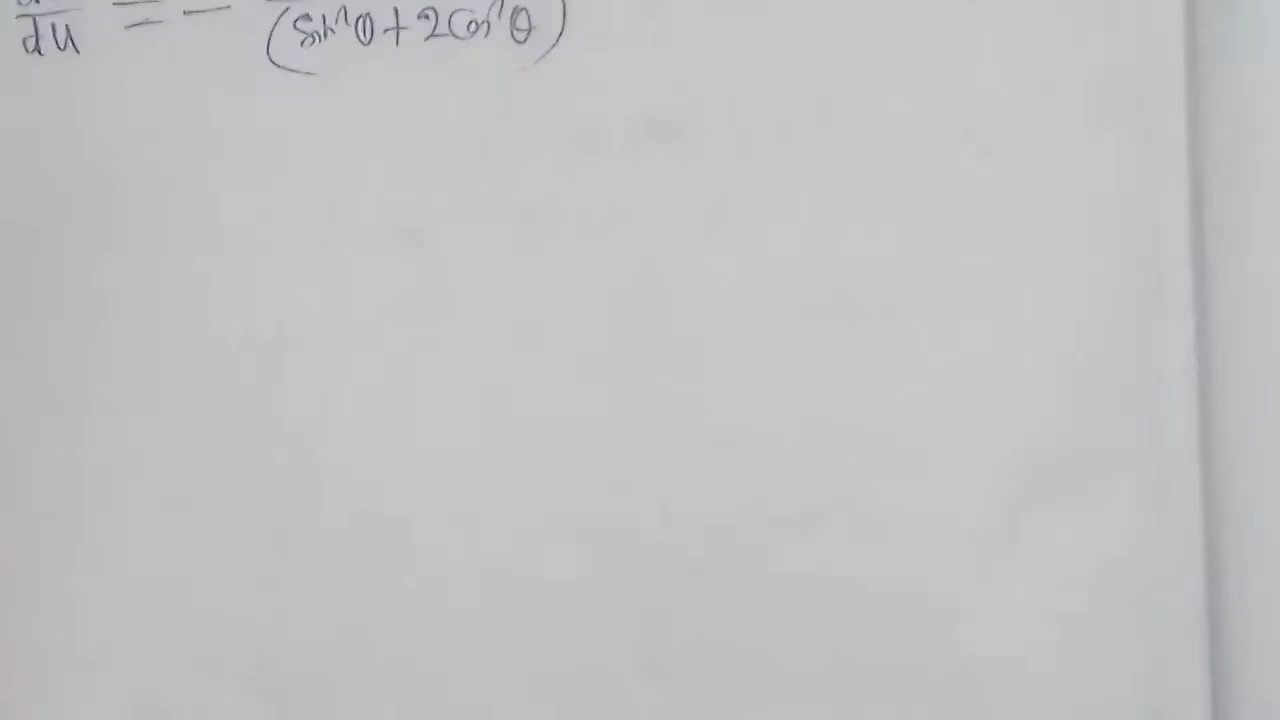 du = - (Sin²θ + 2Cos²θ)